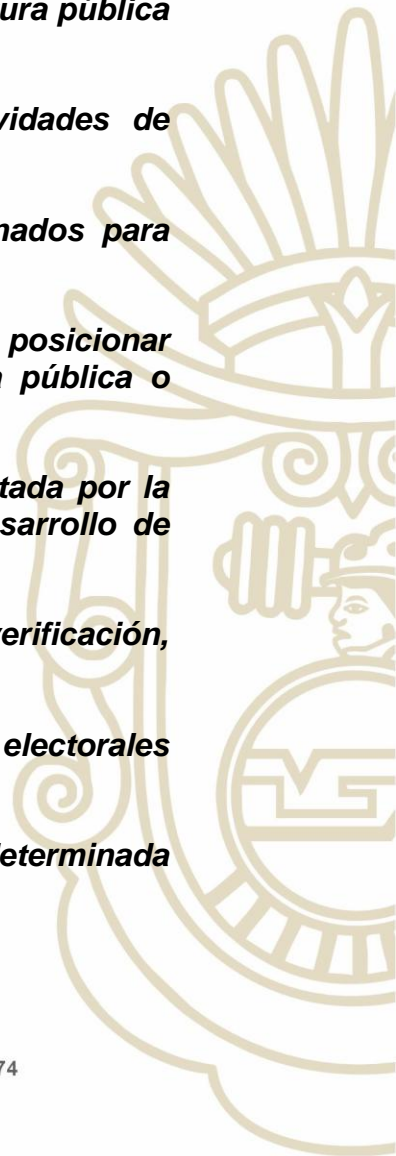 ura pública
vidades de
nados para
posicionar
pública o
tada por la
sarrollo de
verificación,
electorales
determinada
74